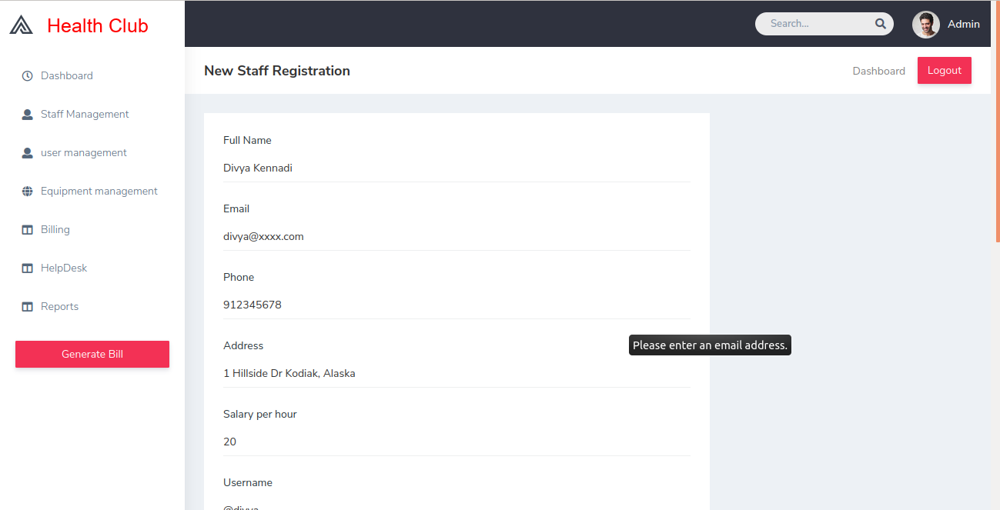 Health Club
Search...
Admin
Dashboard
Staff Management
user management
Equipment management
Billing
HelpDesk
Reports
Generate Bill
New Staff Registration
Dashboard
Logout
Full Name
Divya Kennadi
Email
divya@xxxx.com
Phone
912345678
Address
1 Hillside Dr Kodiak, Alaska
Please enter an email address.
Salary per hour
20
Username
@divya